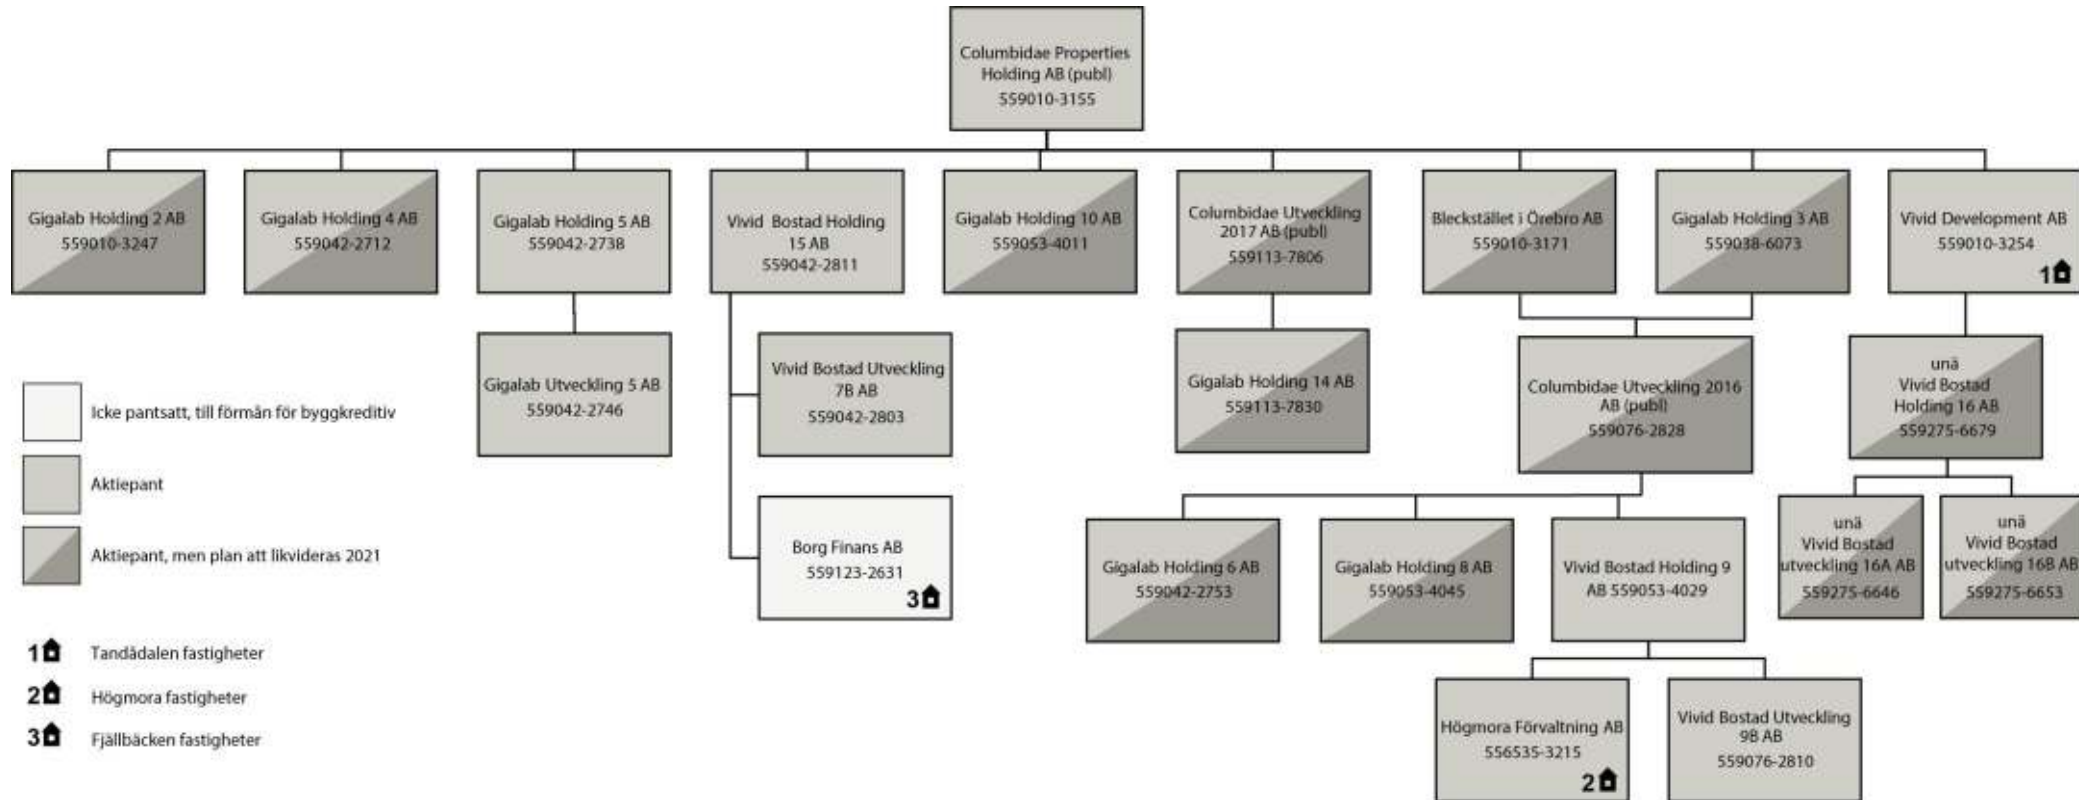 Columbidae Properties
Holding AB (publ)
559010-3155
Gigalab Holding 2 AB
559010-3247
Gigalab Holding 4 AB
559042-2712
Gigalab Holding 5 AB
559042-2738
Vivid Bostad Holding
15 AB
559042-2811
Gigalab Holding 10 AB
559053-4011
Columbidae Utveckling
2017 AB (publ)
559113-7806
Bleckstället i Örebro AB
559010-3171
Gigalab Holding 3 AB
559038-6073
Vivid Development AB
559010-3254
1
Gigalab Utveckling 5 AB
559042-2746
Vivid Bostad Utveckling
7B AB
559042-2803
Gigalab Holding 14 AB
559113-7830
Columbidae Utveckling 2016
AB (publ)
559076-2828
unä
Vivid Bostad
Holding 16 AB
559275-6679
Borg Finans AB
559123-2631
3
Gigalab Holding 6 AB
559042-2753
Gigalab Holding 8 AB
559053-4045
Vivid Bostad Holding 9
AB 559053-4029
unä
Vivid Bostad
utveckling 16A AB
559275-6646
unä
Vivid Bostad
utveckling 16B AB
559275-6653
Högmora Förvaltning AB
556535-3215
2
Vivid Bostad Utveckling
9B AB
559076-2810
Icke pantsatt, till förmån för byggkreditiv
Aktiepant
Aktiepant, men plan att likvideras 2021
1 Tandådalen fastigheter
2 Högmora fastigheter
3 Fjällbäcken fastigheter